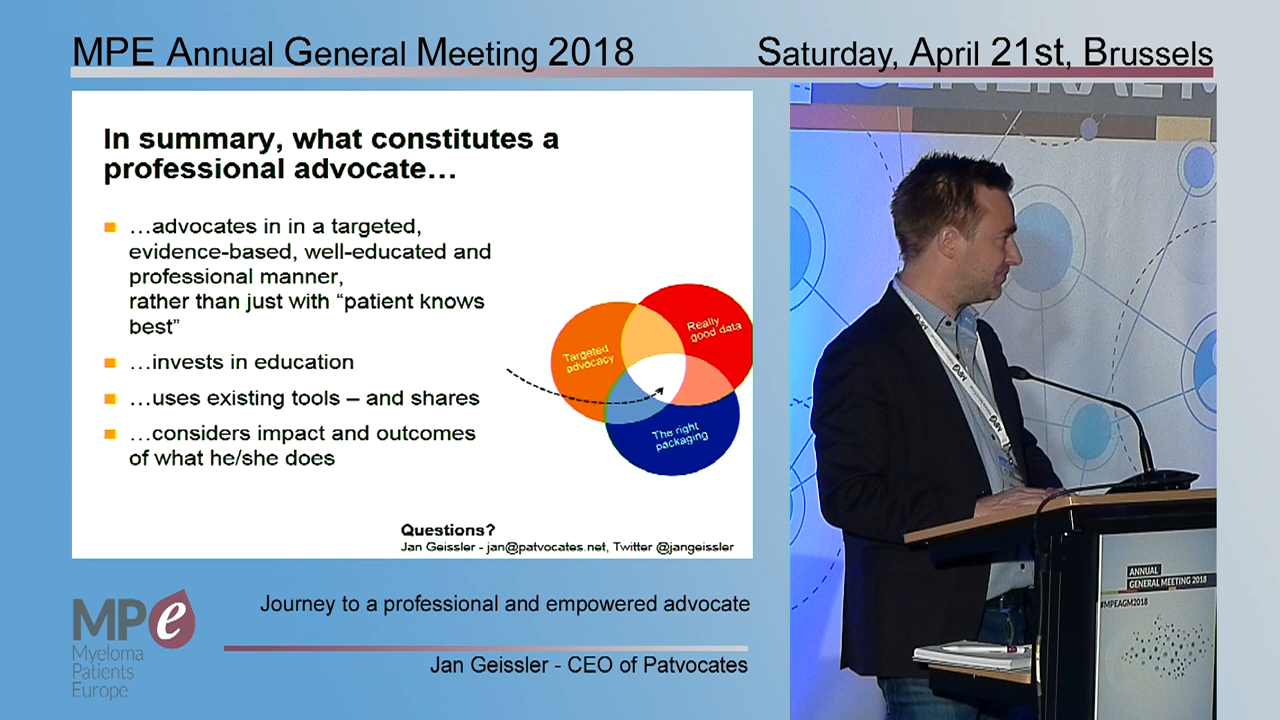 MPE Annual General Meeting 2018
Saturday, April 21st, Brussels
In summary, what constitutes a
professional advocate…
…advocates in in a targeted,
evidence-based, well-educated and
professional manner,
rather than just with “patient knows
best”
…invests in education
…uses existing tools – and shares
…considers impact and outcomes
of what he/she does
Targeted
advocacy
Really
good data
The right
packaging
Questions?
Jan Geissler - jan@patvocates.net, Twitter @jangeissler
MPe
Myeloma
Patients
Europe
Journey to a professional and empowered advocate
Jan Geissler - CEO of Patvocates
GENERAL M
ANNUAL
GENERAL MEETING 2018
#MPEAGM2018